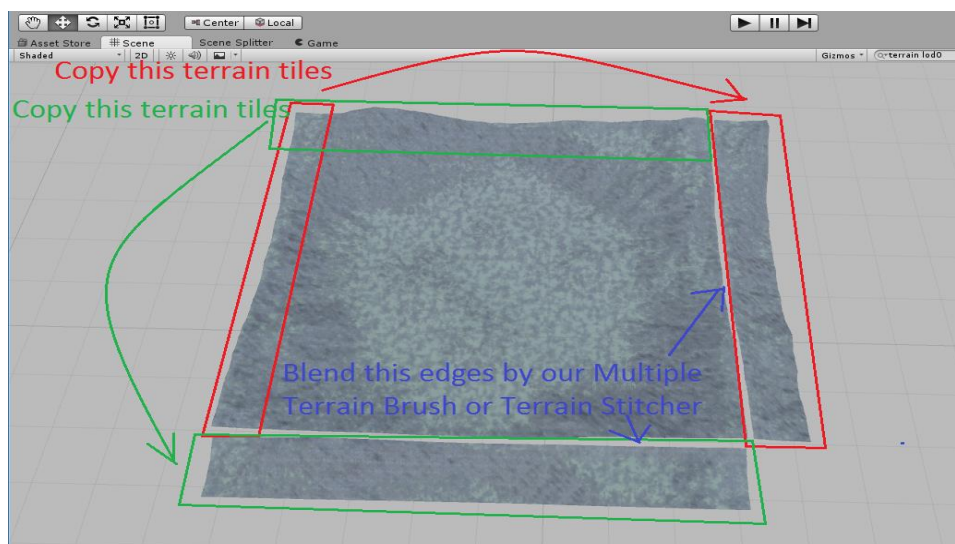 Center Local
Asset Store Scene Scene Splitter Game
Shaded 2D Gizmos terrain lod0
Copy this terrain tiles
Copy this terrain tiles
Blend this edges by our Multiple
Terrain Brush or Terrain Stitcher